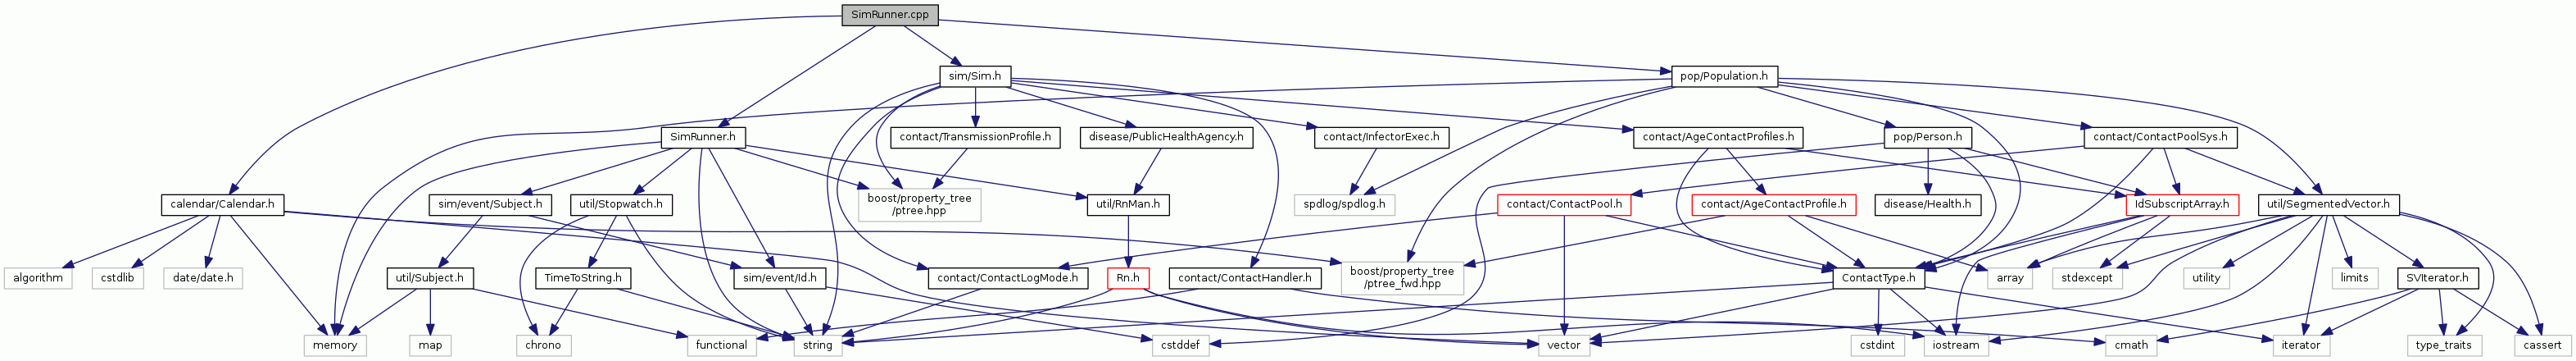 SimRunner.cpp
sim/Sim.h
pop/Population.h
SimRunner.h
contact/TransmissionProfile.h
disease/PublicHealthAgency.h
contact/InfectorExec.h
contact/AgeContactProfiles.h
pop/Person.h
contact/ContactPoolSys.h
calendar/Calendar.h
sim/event/Subject.h
util/Stopwatch.h
boost/property_tree
/ptree.hpp
util/RnMan.h
spdlog/spdlog.h
contact/ContactPool.h
contact/AgeContactProfile.h
disease/Health.h
IdSubscriptArray.h
util/SegmentedVector.h
algorithm
cstdlib
date/date.h
util/Subject.h
TimeToString.h
sim/event/Id.h
contact/ContactLogMode.h
Rn.h
contact/ContactHandler.h
boost/property_tree
/ptree_fwd.hpp
ContactType.h
array
stdexcept
utility
limits
SVIterator.h
memory
map
chrono
functional
string
cstddef
vector
cstdint
iostream
cmath
iterator
type_traits
cassert